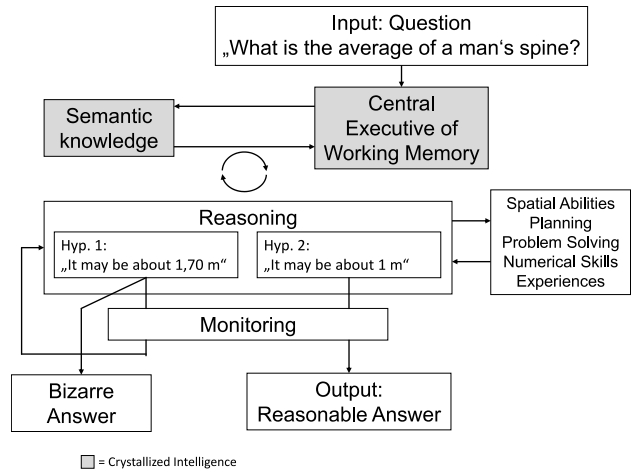 Input: Question
„What is the average of a man‘s spine?
Semantic
knowledge
Central
Executive of
Working Memory
Reasoning
Hyp. 1:
„It may be about 1,70 m“
Hyp. 2:
„It may be about 1 m“
Spatial Abilities
Planning
Problem Solving
Numerical Skills
Experiences
Monitoring
Bizarre
Answer
Output:
Reasonable Answer
= Crystallized Intelligence